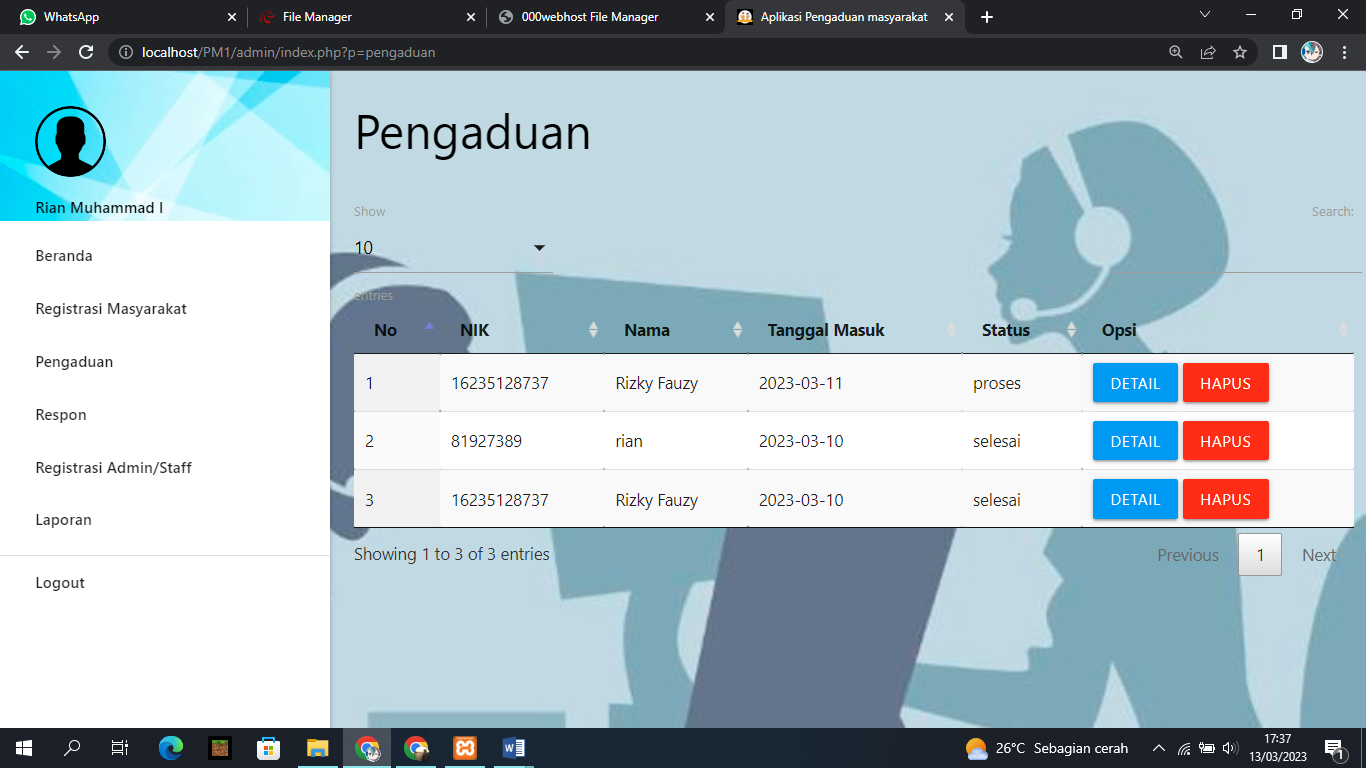 WhatsApp File Manager 000webhost File Manager Aplikasi Pengaduan masyarakat
localhost/PM1/admin/index.php?p=pengaduan
Rian Muhammad I
Beranda
Registrasi Masyarakat
Pengaduan
Respon
Registrasi Admin/Staff
Laporan
Logout
Pengaduan
Show Search:
10
entries
No NIK Nama Tanggal Masuk Status Opsi
1 16235128737 Rizky Fauzy 2023-03-11 proses DETAIL HAPUS
2 81927389 rian 2023-03-10 selesai DETAIL HAPUS
3 16235128737 Rizky Fauzy 2023-03-10 selesai DETAIL HAPUS
Showing 1 to 3 of 3 entries Previous 1 Next
26°C Sebagian cerah 17:37
13/03/2023 1